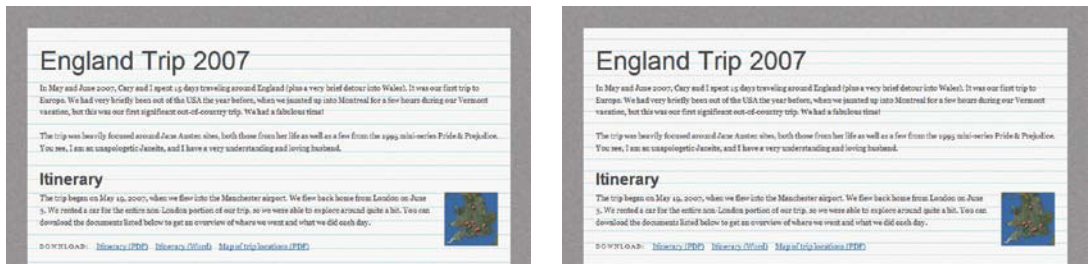 England Trip 2007
In May and June 2007, Cary and I spent 15 days traveling around England (plus a very brief detour into Wales). It was our first trip to
Europe. We had very briefly been out of the USA the year before, when we jaunted up into Montreal for a few hours during our Vermont
vacation, but this was our first significant out-of-country trip. We had a fabulous time!
The trip was heavily focused around Jane Austen sites, both those from her life as well as a few from the 1995 mini-series Pride & Prejudice.
You see, I am an unapologetic Janeite, and I have a very understanding and loving husband.
Itinerary
The trip began on May 19, 2007, when we flew into the Manchester airport. We flew back home from London on June
3. We rented a car for the entire non-London portion of our trip, so we were able to explore around quite a bit. You can
download the documents listed below to get an overview of where we went and what we did each day.
DOWNLOAD: Itinerary (PDF) Itinerary (Word) Map of trip locations (PDF)
England Trip 2007
In May and June 2007, Cary and I spent 15 days traveling around England (plus a very brief detour into Wales). It was our first trip to
Europe. We had very briefly been out of the USA the year before, when we jaunted up into Montreal for a few hours during our Vermont
vacation, but this was our first significant out-of-country trip. We had a fabulous time!
The trip was heavily focused around Jane Austen sites, both those from her life as well as a few from the 1995 mini-series Pride & Prejudice.
You see, I am an unapologetic Janeite, and I have a very understanding and loving husband.
Itinerary
The trip began on May 19, 2007, when we flew into the Manchester airport. We flew back home from London on June
3. We rented a car for the entire non-London portion of our trip, so we were able to explore around quite a bit. You can
download the documents listed below to get an overview of where we went and what we did each day.
DOWNLOAD: Itinerary (PDF) Itinerary (Word) Map of trip locations (PDF)